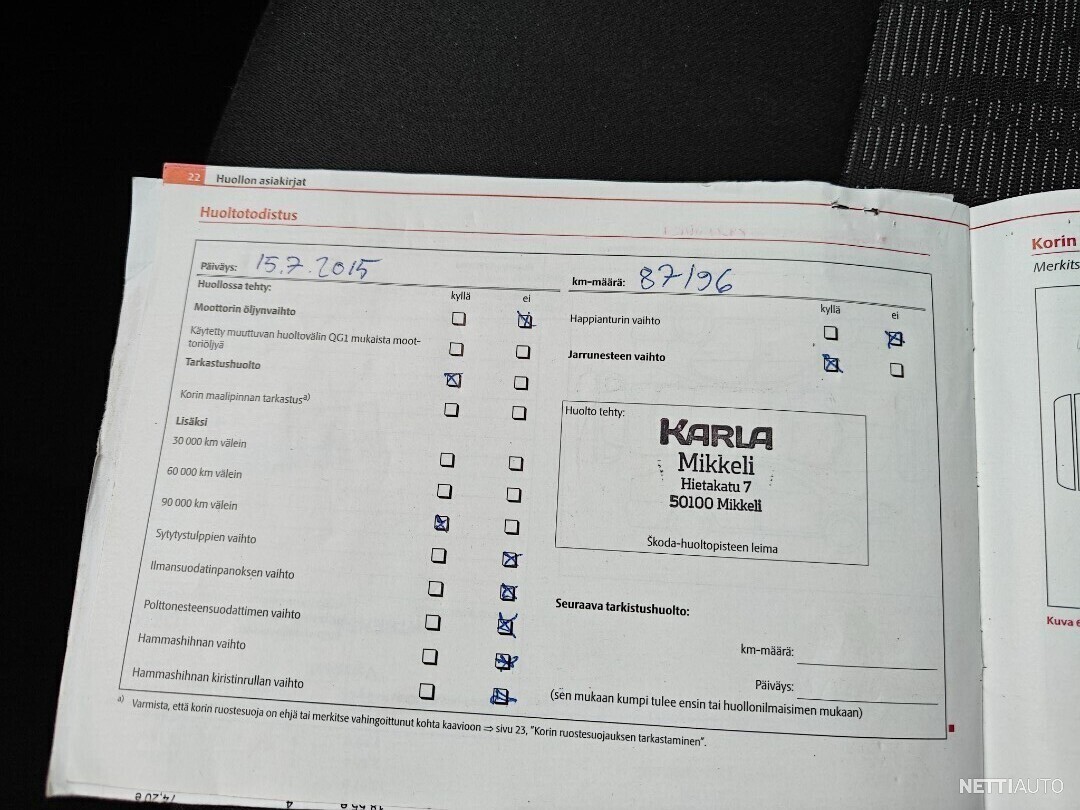 22 Huollon asiakirjat
Huoltotodistus
Päiväys: 15.7.2015
km-määrä: 87196
Huollossa tehty:
kyllä ei
Moottorin öljynvaihto
Käytetty muuttuvan huoltovälin QG1 mukaista moot-
toriöljyä
Tarkastushuolto
Korin maalipinnan tarkastus a)
Lisäksi
30 000 km välein
60 000 km välein
90 000 km välein
Sytytystulppien vaihto
Ilmansuodatinpanoksen vaihto
Polttonesteensuodattimen vaihto
Hammashihnan vaihto
Hammashihnan kiristinrullan vaihto
kyllä ei
Happianturin vaihto
Jarrunesteen vaihto
Huolto tehty:
KARLA
Mikkeli
Hietakatu 7
50100 Mikkeli
Škoda-huoltopisteen leima
Seuraava tarkistushuolto:
km-määrä:
Päiväys:
(sen mukaan kumpi tulee ensin tai huollonilmaisimen mukaan)
a) Varmista, että korin ruostesuoja on ehjä tai merkitse vahingoittunut kohta kaavioon ⇒ sivu 23, "Korin ruostesuojauksen tarkastaminen".
Korin
Merkits
Kuva 6
NETTIAUTO